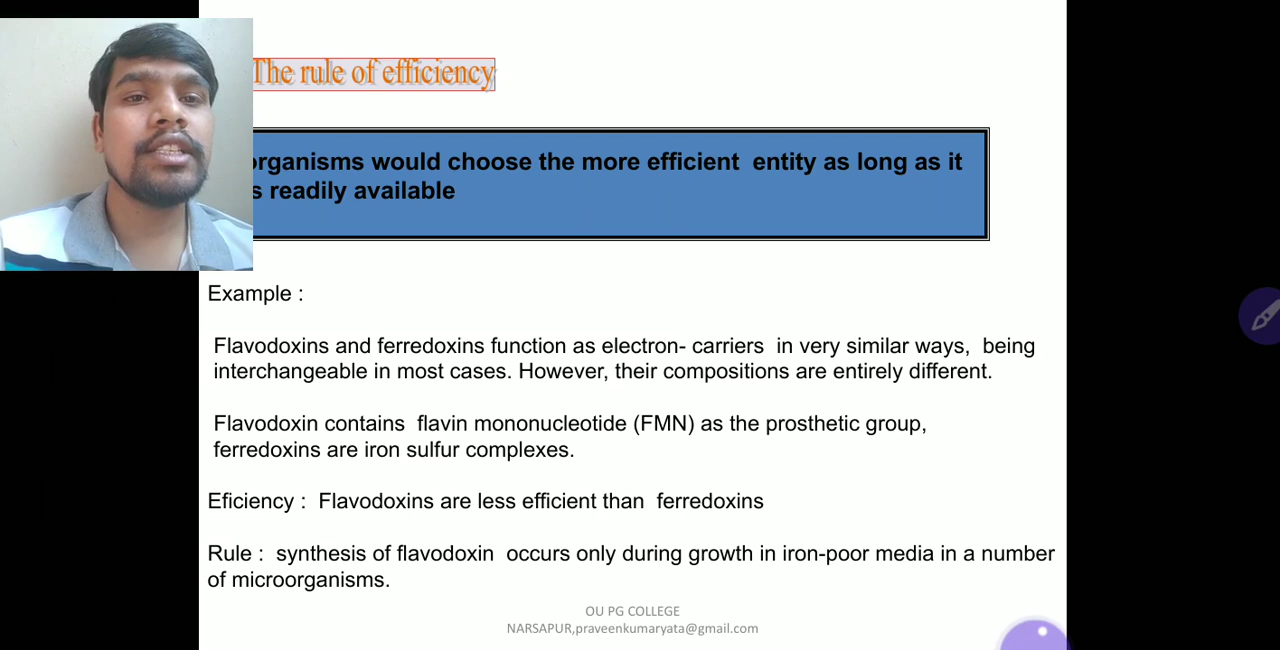 The rule of efficiency
organisms would choose the more efficient entity as long as it
readily available
Example :
Flavodoxins and ferredoxins function as electron- carriers in very similar ways, being
interchangeable in most cases. However, their compositions are entirely different.
Flavodoxin contains flavin mononucleotide (FMN) as the prosthetic group,
ferredoxins are iron sulfur complexes.
Eficiency : Flavodoxins are less efficient than ferredoxins
Rule : synthesis of flavodoxin occurs only during growth in iron-poor media in a number
of microorganisms.
OU PG COLLEGE
NARSAPUR,praveenkumaryata@gmail.com